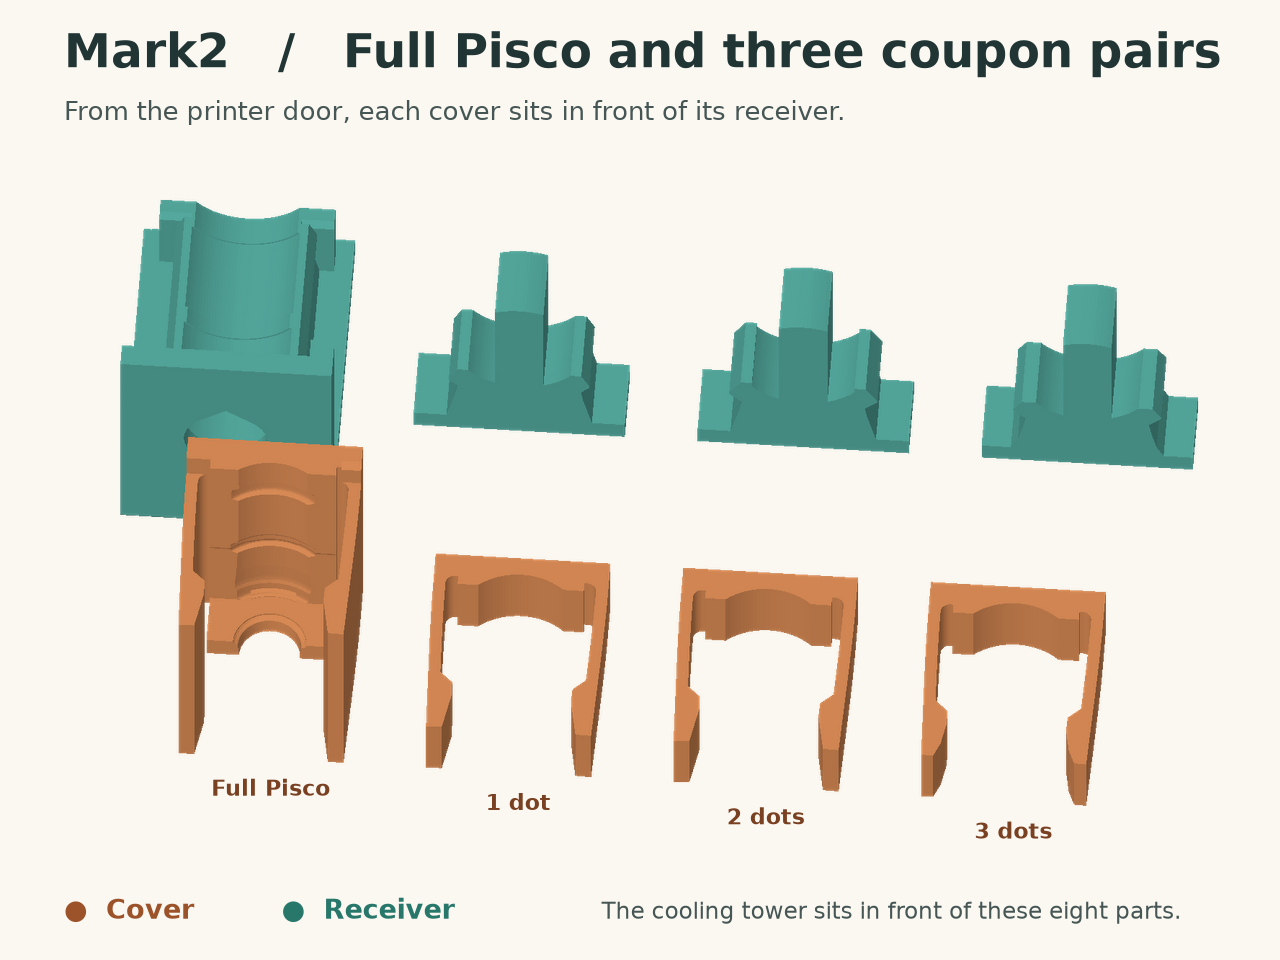 Mark2 / Full Pisco and three coupon pairs
From the printer door, each cover sits in front of its receiver.
Full Pisco
1 dot
2 dots
3 dots
● Cover ● Receiver The cooling tower sits in front of these eight parts.